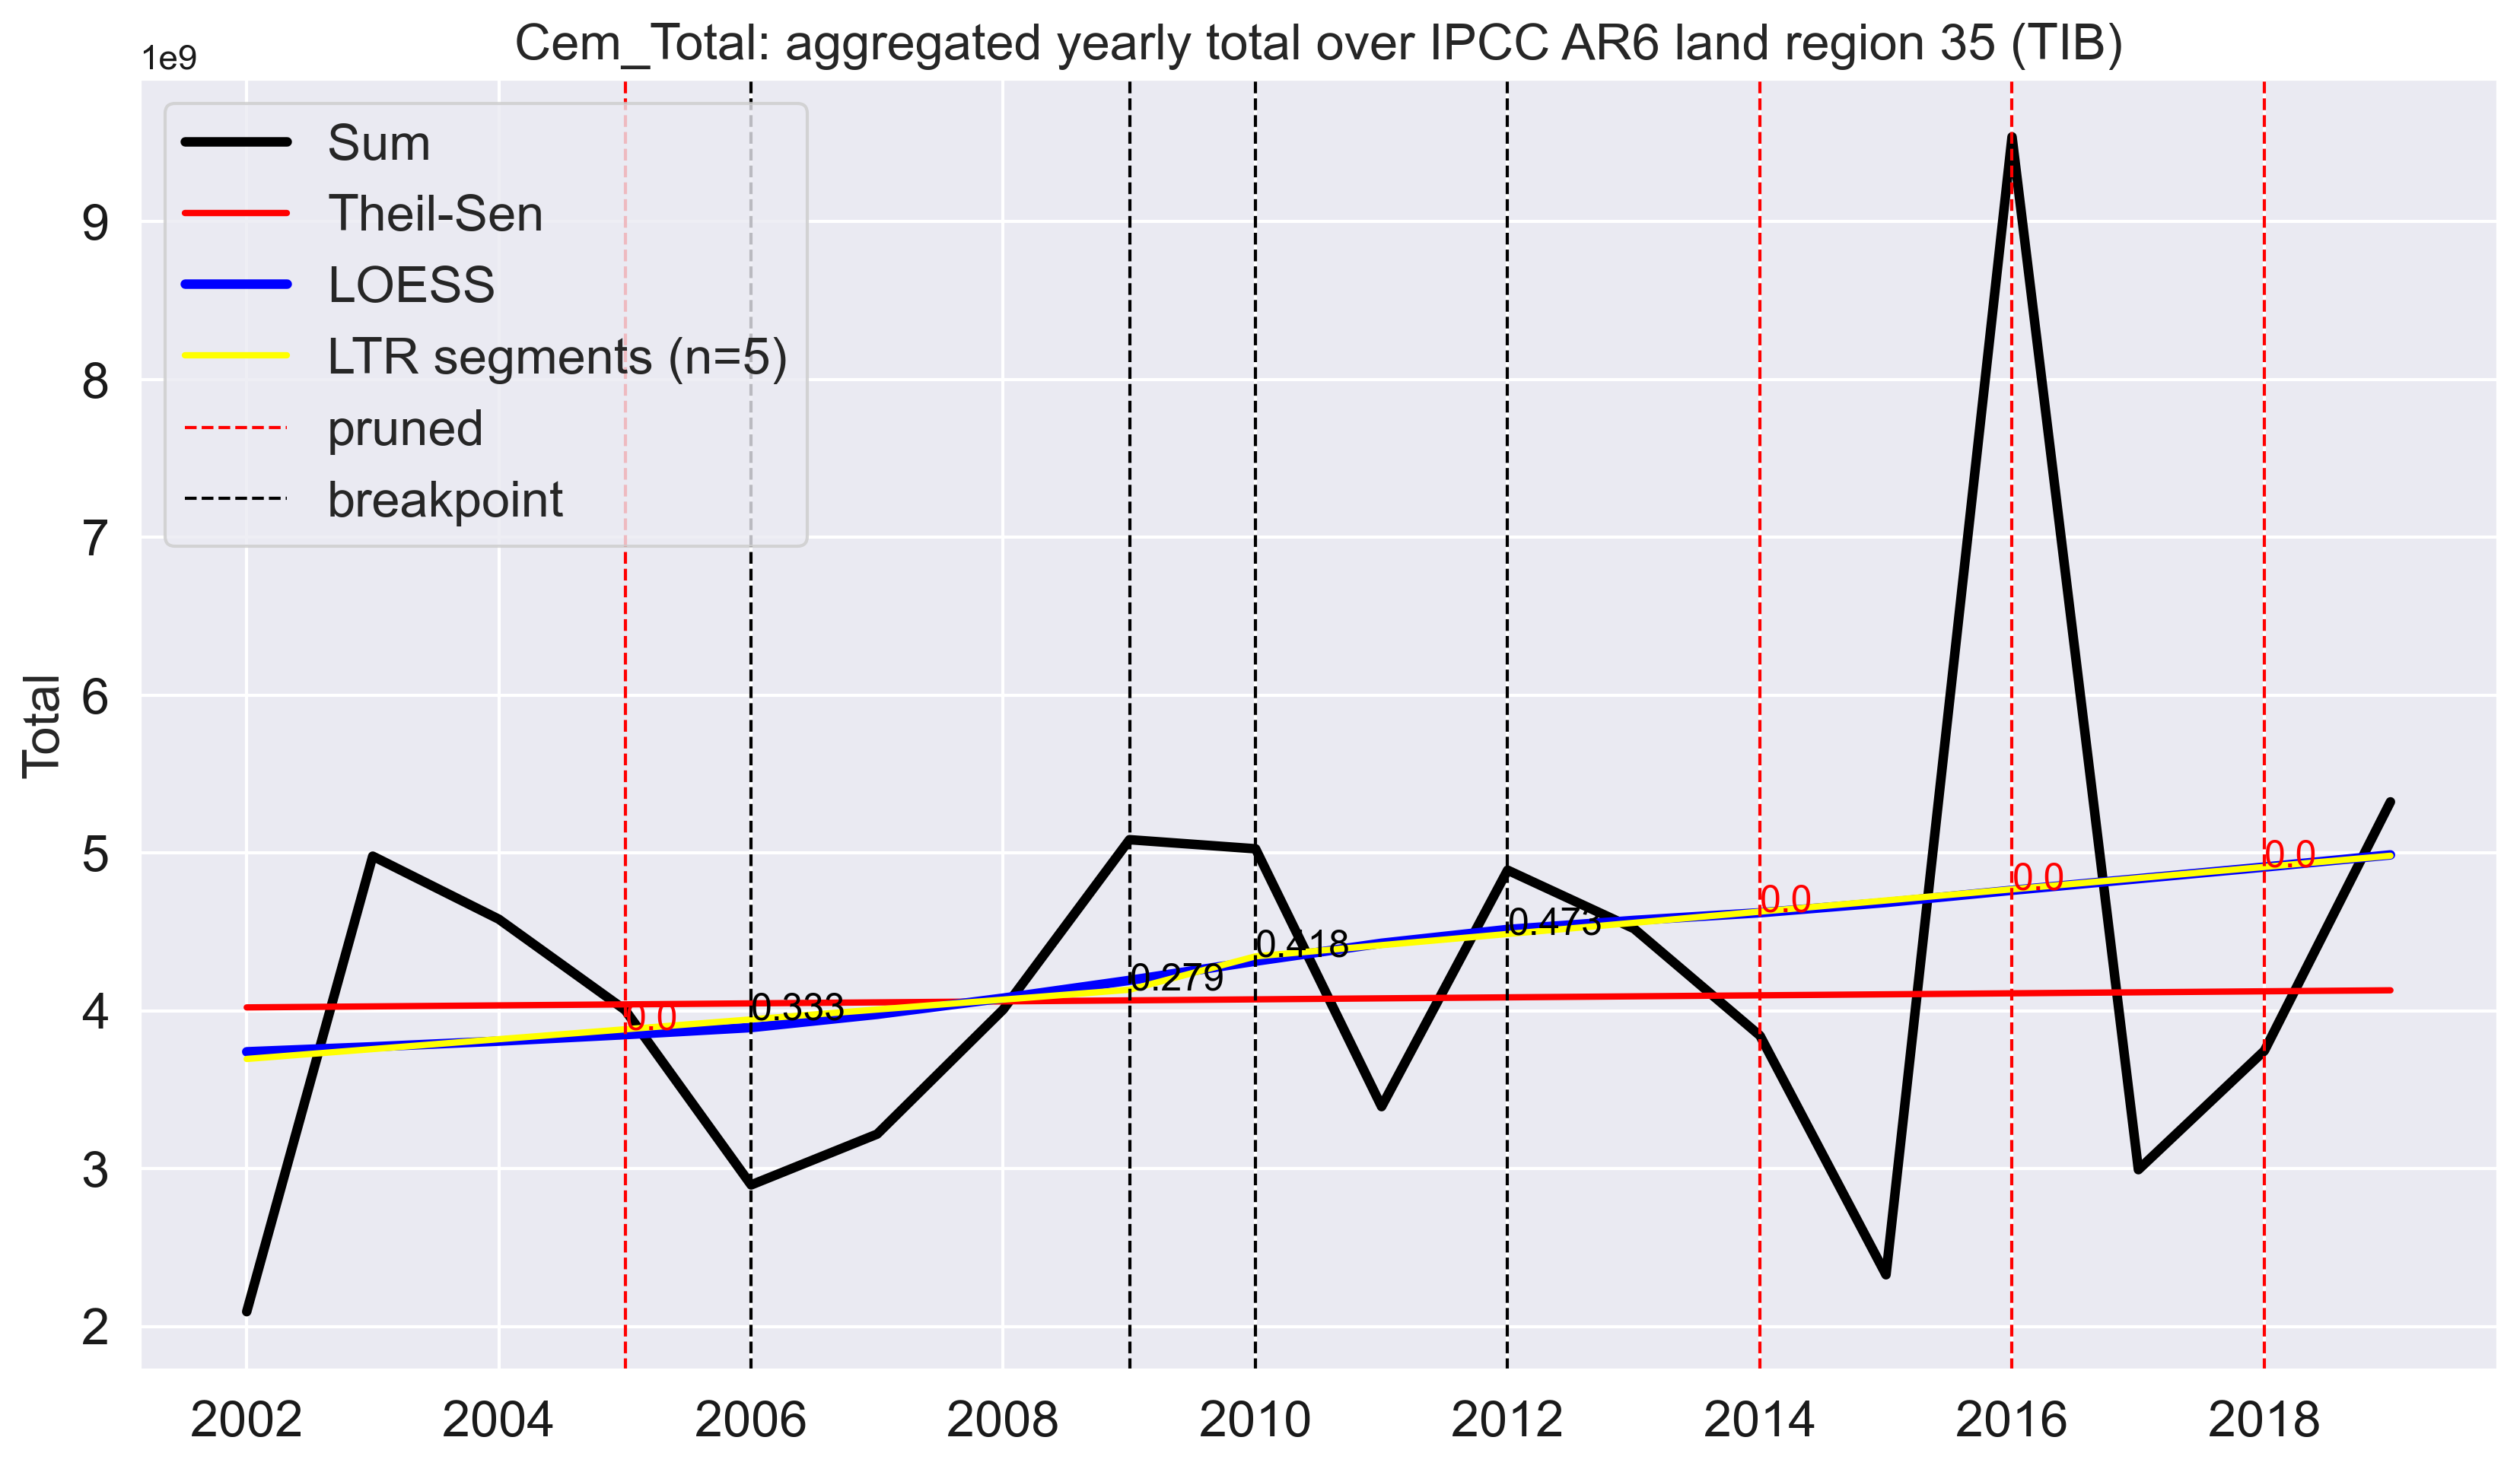 Cem_Total: aggregated yearly total over IPCC AR6 land region 35 (TIB)
1e9
Sum
Theil-Sen
LOESS
LTR segments (n=5)
pruned
breakpoint
9
8
7
6
5
4
3
2
Total
0.0
0.333
0.279
0.418
0.473
0.0
0.0
0.0
2002 2004 2006 2008 2010 2012 2014 2016 2018